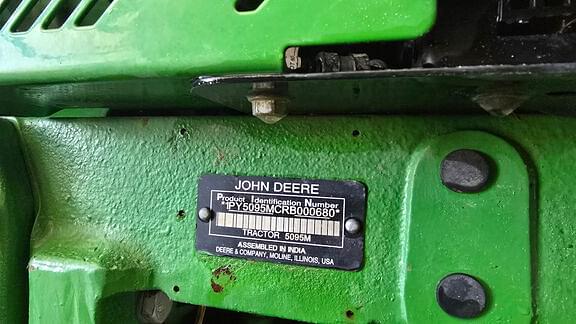 JOHN DEERE
Product Identification Number
*1PY5095MCRB000680*
TRACTOR 5095M
ASSEMBLED IN INDIA
DEERE & COMPANY, MOLINE, ILLINOIS, USA